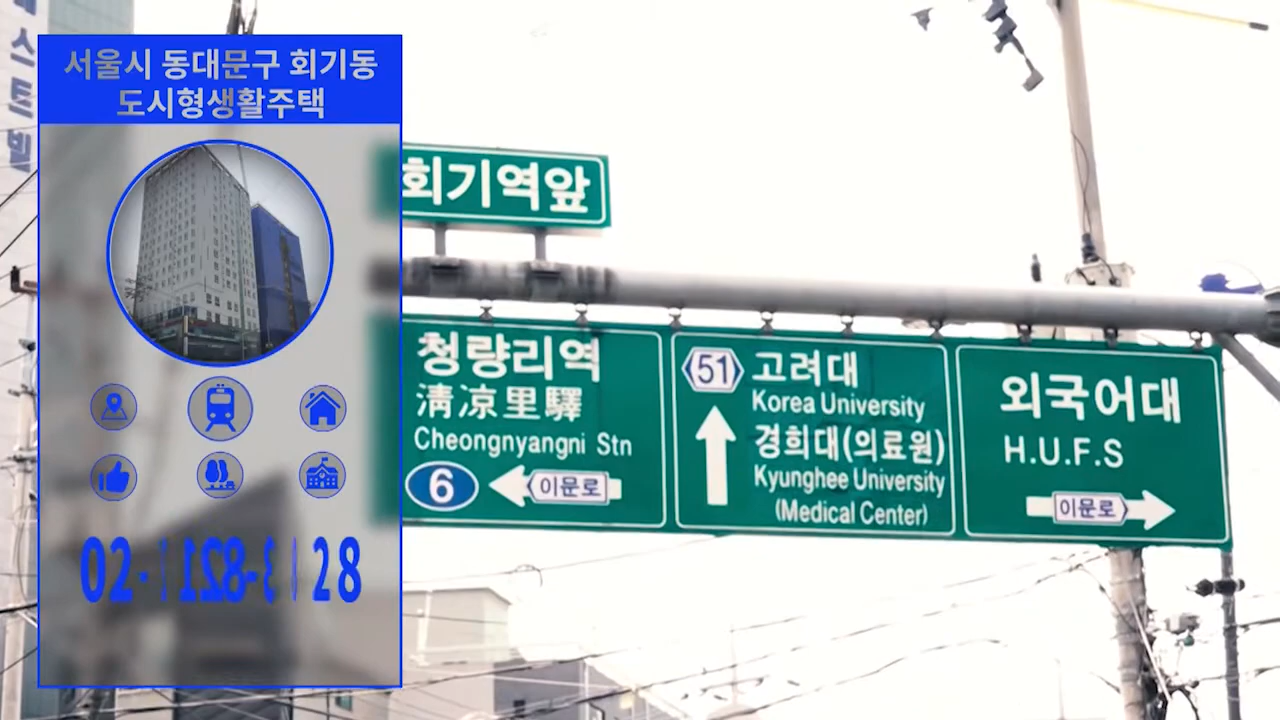 서울시 동대문구 회기동
도시형생활주택
회기역앞
청량리역
淸凉里驛
Cheongnyangni Stn
6
이문로
51
고려대
Korea University
경희대(의료원)
Kyunghee University
(Medical Center)
외국어대
H.U.F.S
이문로